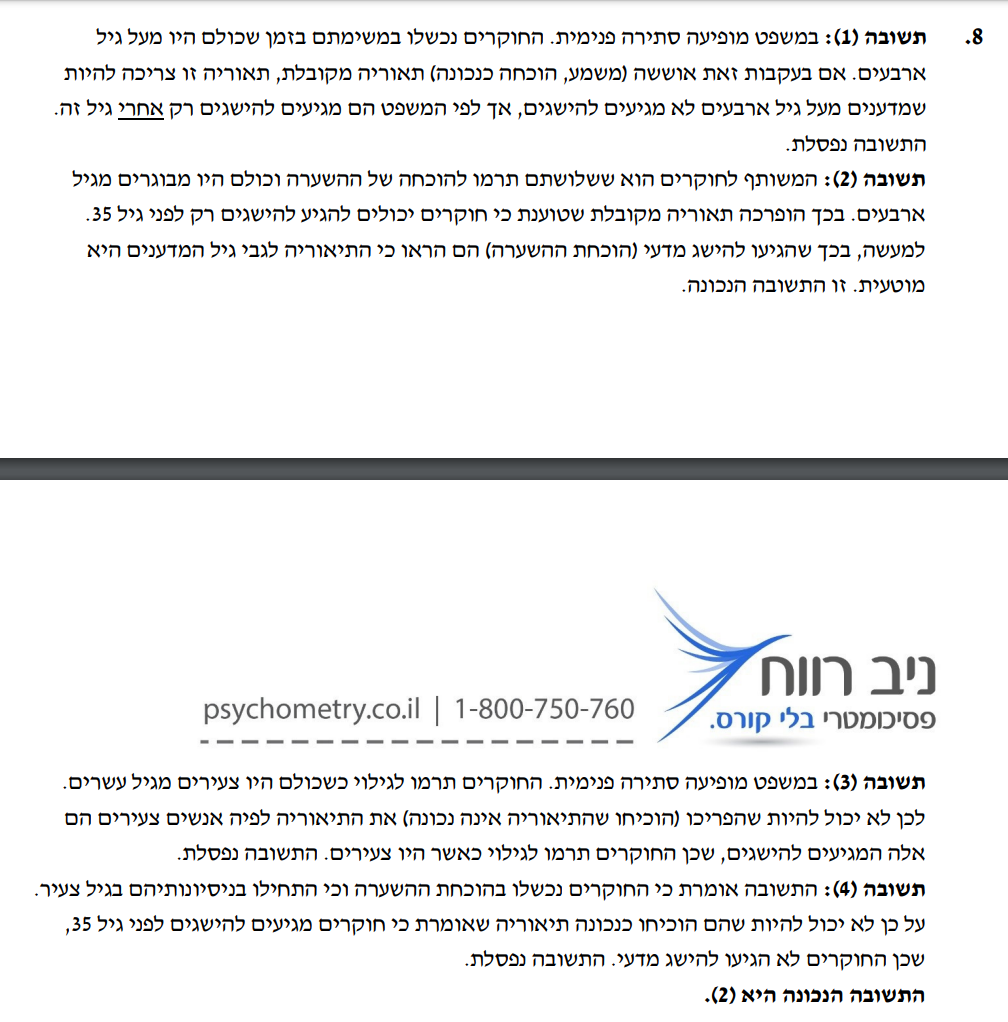 8. תשובה (1): במשפט מופיעה סתירה פנימית. החוקרים נכשלו במשימתם בזמן שכולם היו מעל גיל
ארבעים. אם בעקבות זאת אוששה (משמע, הוכחה כנכונה) תאוריה מקובלת, תאוריה זו צריכה להיות
שמדענים מעל גיל ארבעים לא מגיעים להישגים, אך לפי המשפט הם מגיעים להישגים רק אחרי גיל זה.
התשובה נפסלת.
תשובה (2): המשותף לחוקרים הוא ששלושתם תרמו להוכחה של ההשערה וכולם היו מבוגרים מגיל
ארבעים. בכך הופרכה תאוריה מקובלת שטוענת כי חוקרים יכולים להגיע להישגים רק לפני גיל 35.
למעשה, בכך שהגיעו להישג מדעי (הוכחת ההשערה) הם הראו כי התיאוריה לגבי גיל המדענים היא
מוטעית. זו התשובה הנכונה.
ניב רווח
פסיכומטרי בלי קורס.
psychometry.co.il | 1-800-750-760
תשובה (3): במשפט מופיעה סתירה פנימית. החוקרים תרמו לגילוי כשכולם היו צעירים מגיל עשרים.
לכן לא יכול להיות שהפריכו (הוכיחו שהתיאוריה אינה נכונה) את התיאוריה לפיה אנשים צעירים הם
אלה המגיעים להישגים, שכן החוקרים תרמו לגילוי כאשר היו צעירים. התשובה נפסלת.
תשובה (4): התשובה אומרת כי החוקרים נכשלו בהוכחת ההשערה וכי התחילו בניסיונותיהם בגיל צעיר.
על כן לא יכול להיות שהם הוכיחו כנכונה תיאוריה שאומרת כי חוקרים מגיעים להישגים לפני גיל 35,
שכן החוקרים לא הגיעו להישג מדעי. התשובה נפסלת.
התשובה הנכונה היא (2).